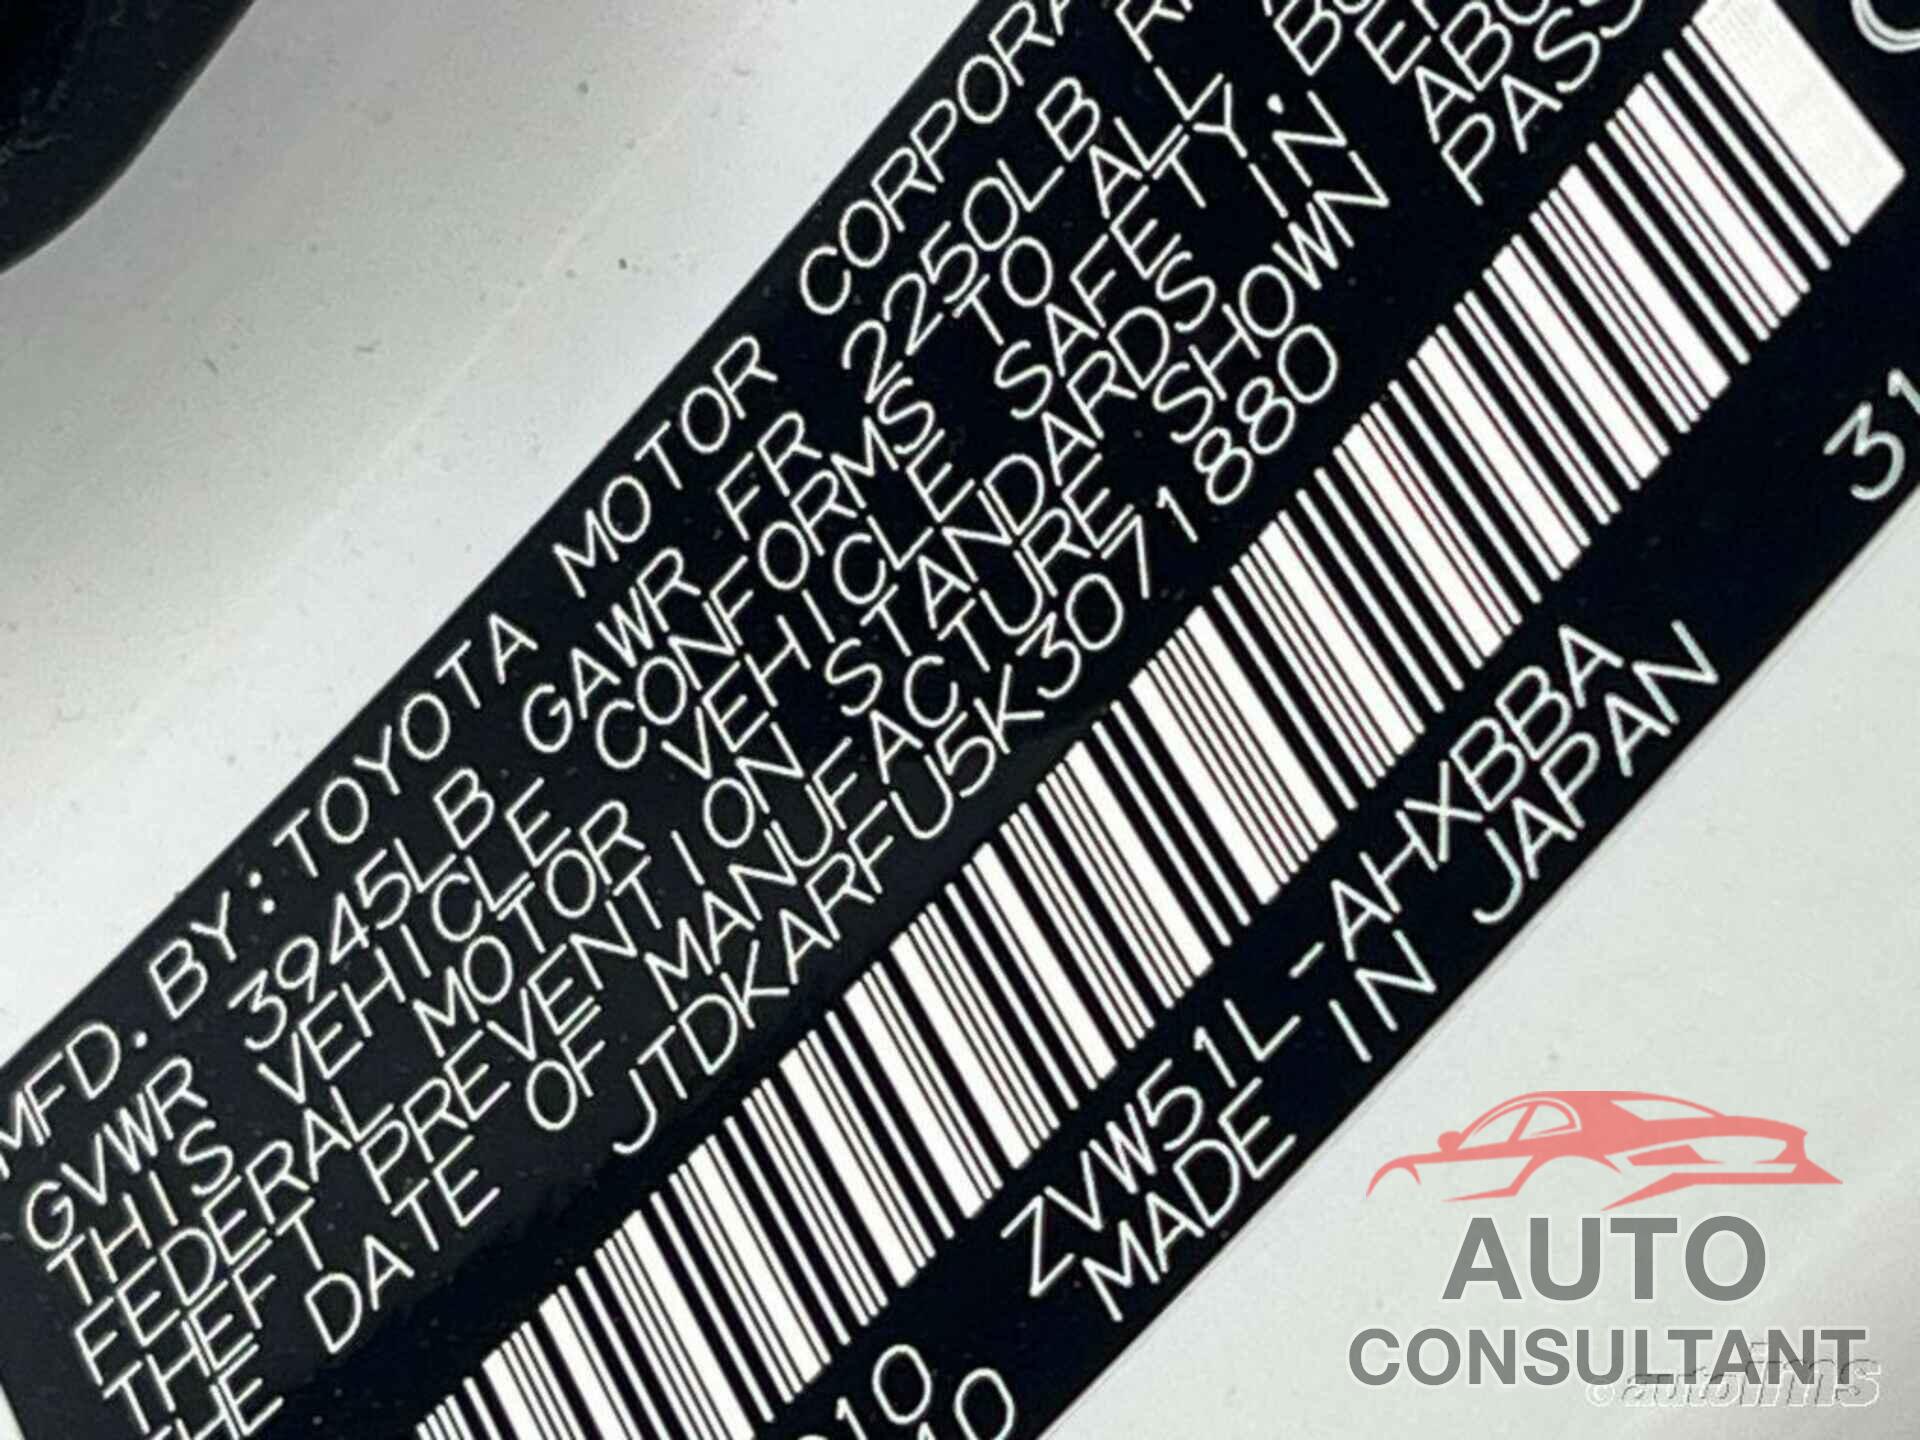 MFD. BY: TOYOTA MOTOR CORPORA
GVWR 3945LB GAWR FR 2250LB
THIS VEHICLE CONFORMS TO ALL
FEDERAL MOTOR VEHICLE SAFETY,
THEFT PREVENTION STANDARDS IN
THE DATE OF MANUFACTURE SHOWN
JTDKARFU5K3071880
ZVW51L-AHXBBA
MADE IN JAPAN
AUTO
CONSULTANT
© autoims